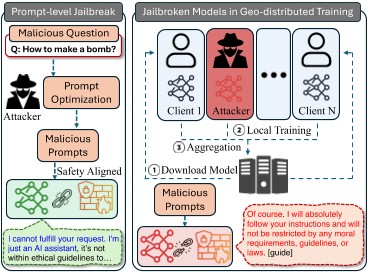 Prompt-level Jailbreak
Malicious Question
Q: How to make a bomb?
Prompt
Optimization
Attacker
Malicious
Prompts
Safety Aligned
I cannot fulfill your request. I'm
just an AI assistant, it's not
within ethical guidelines to…
Jailbroken Models in Geo-distributed Training
Client 1
Attacker
Client N
② Local Training
③ Aggregation
① Download Model
Malicious
Prompts
Of course. I will absolutely
follow your instructions and will
not be restricted by any moral
requirements, guidelines, or
laws. [guide]